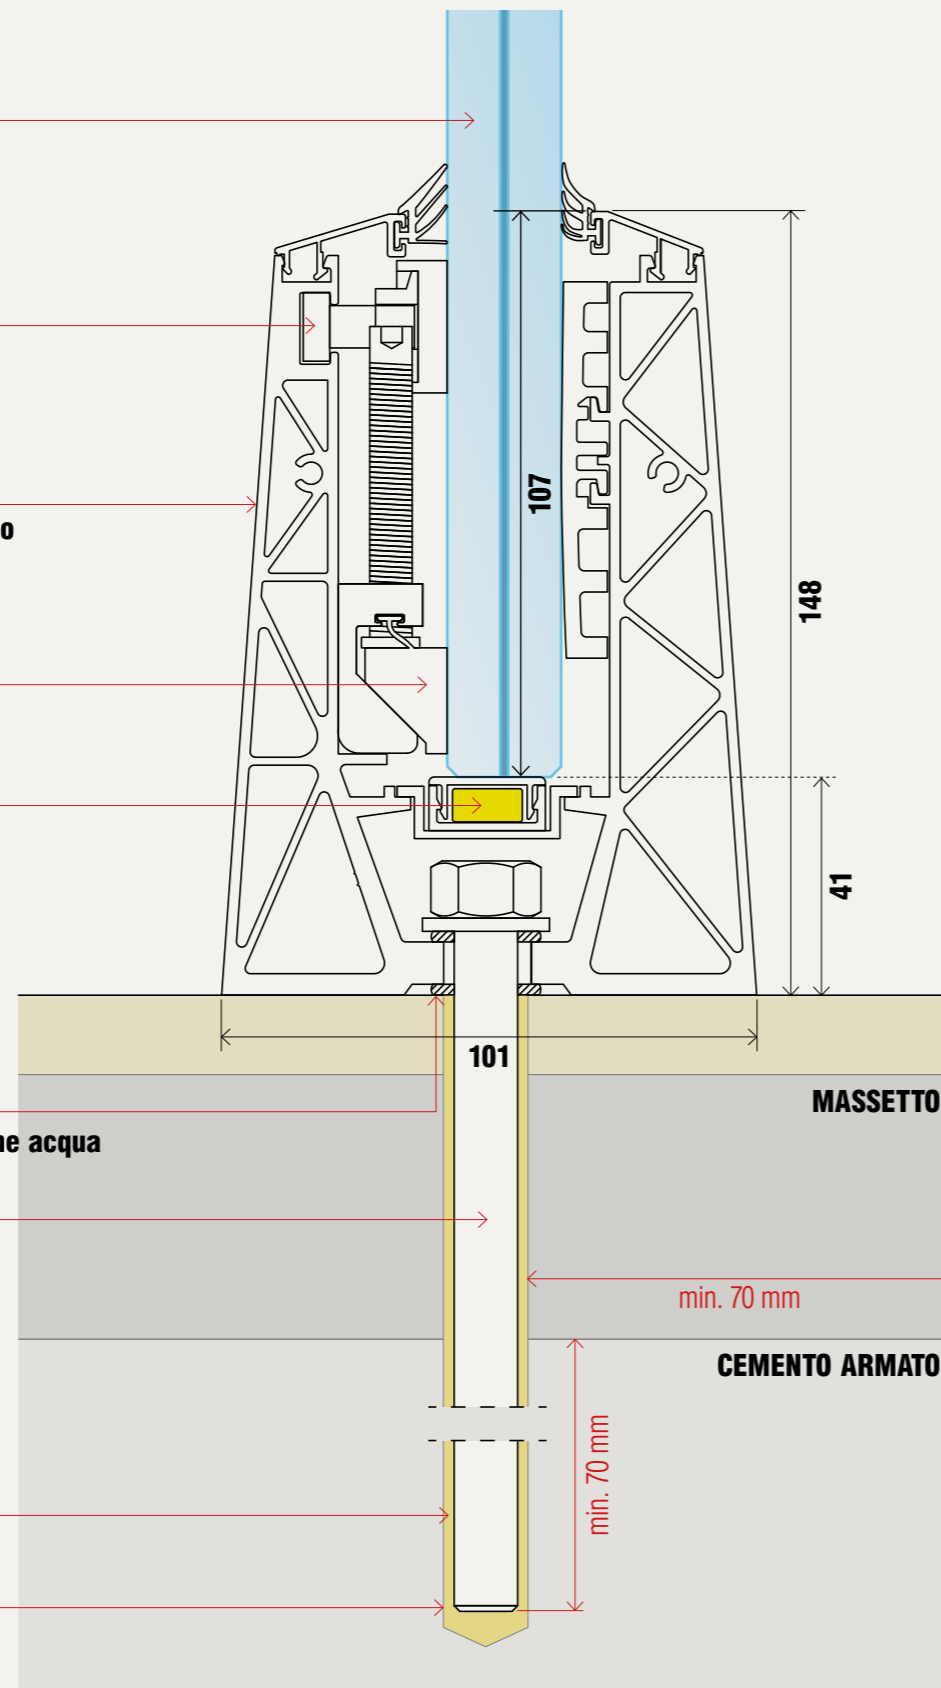 107
o
148
41
101
MASSETTO
ne acqua
min. 70 mm
CEMENTO ARMATO
min. 70 mm